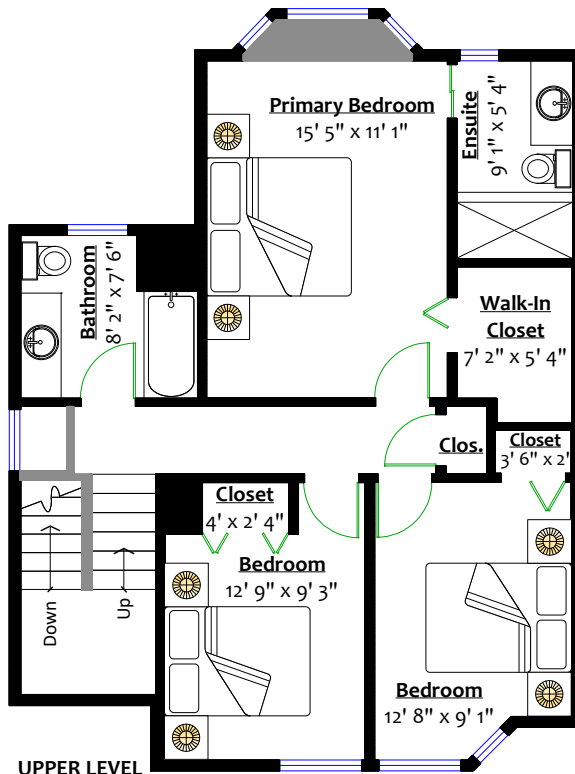 Primary Bedroom
15' 5" x 11' 1"
Ensuite
9' 1" x 5' 4"
Bathroom
8' 2" x 7' 6"
Walk-In
Closet
7' 2" x 5' 4"
Clos.
Closet
3' 6" x 2'
Closet
4' x 2' 4"
Bedroom
12' 9" x 9' 3"
Down
Up
Bedroom
12' 8" x 9' 1"
UPPER LEVEL